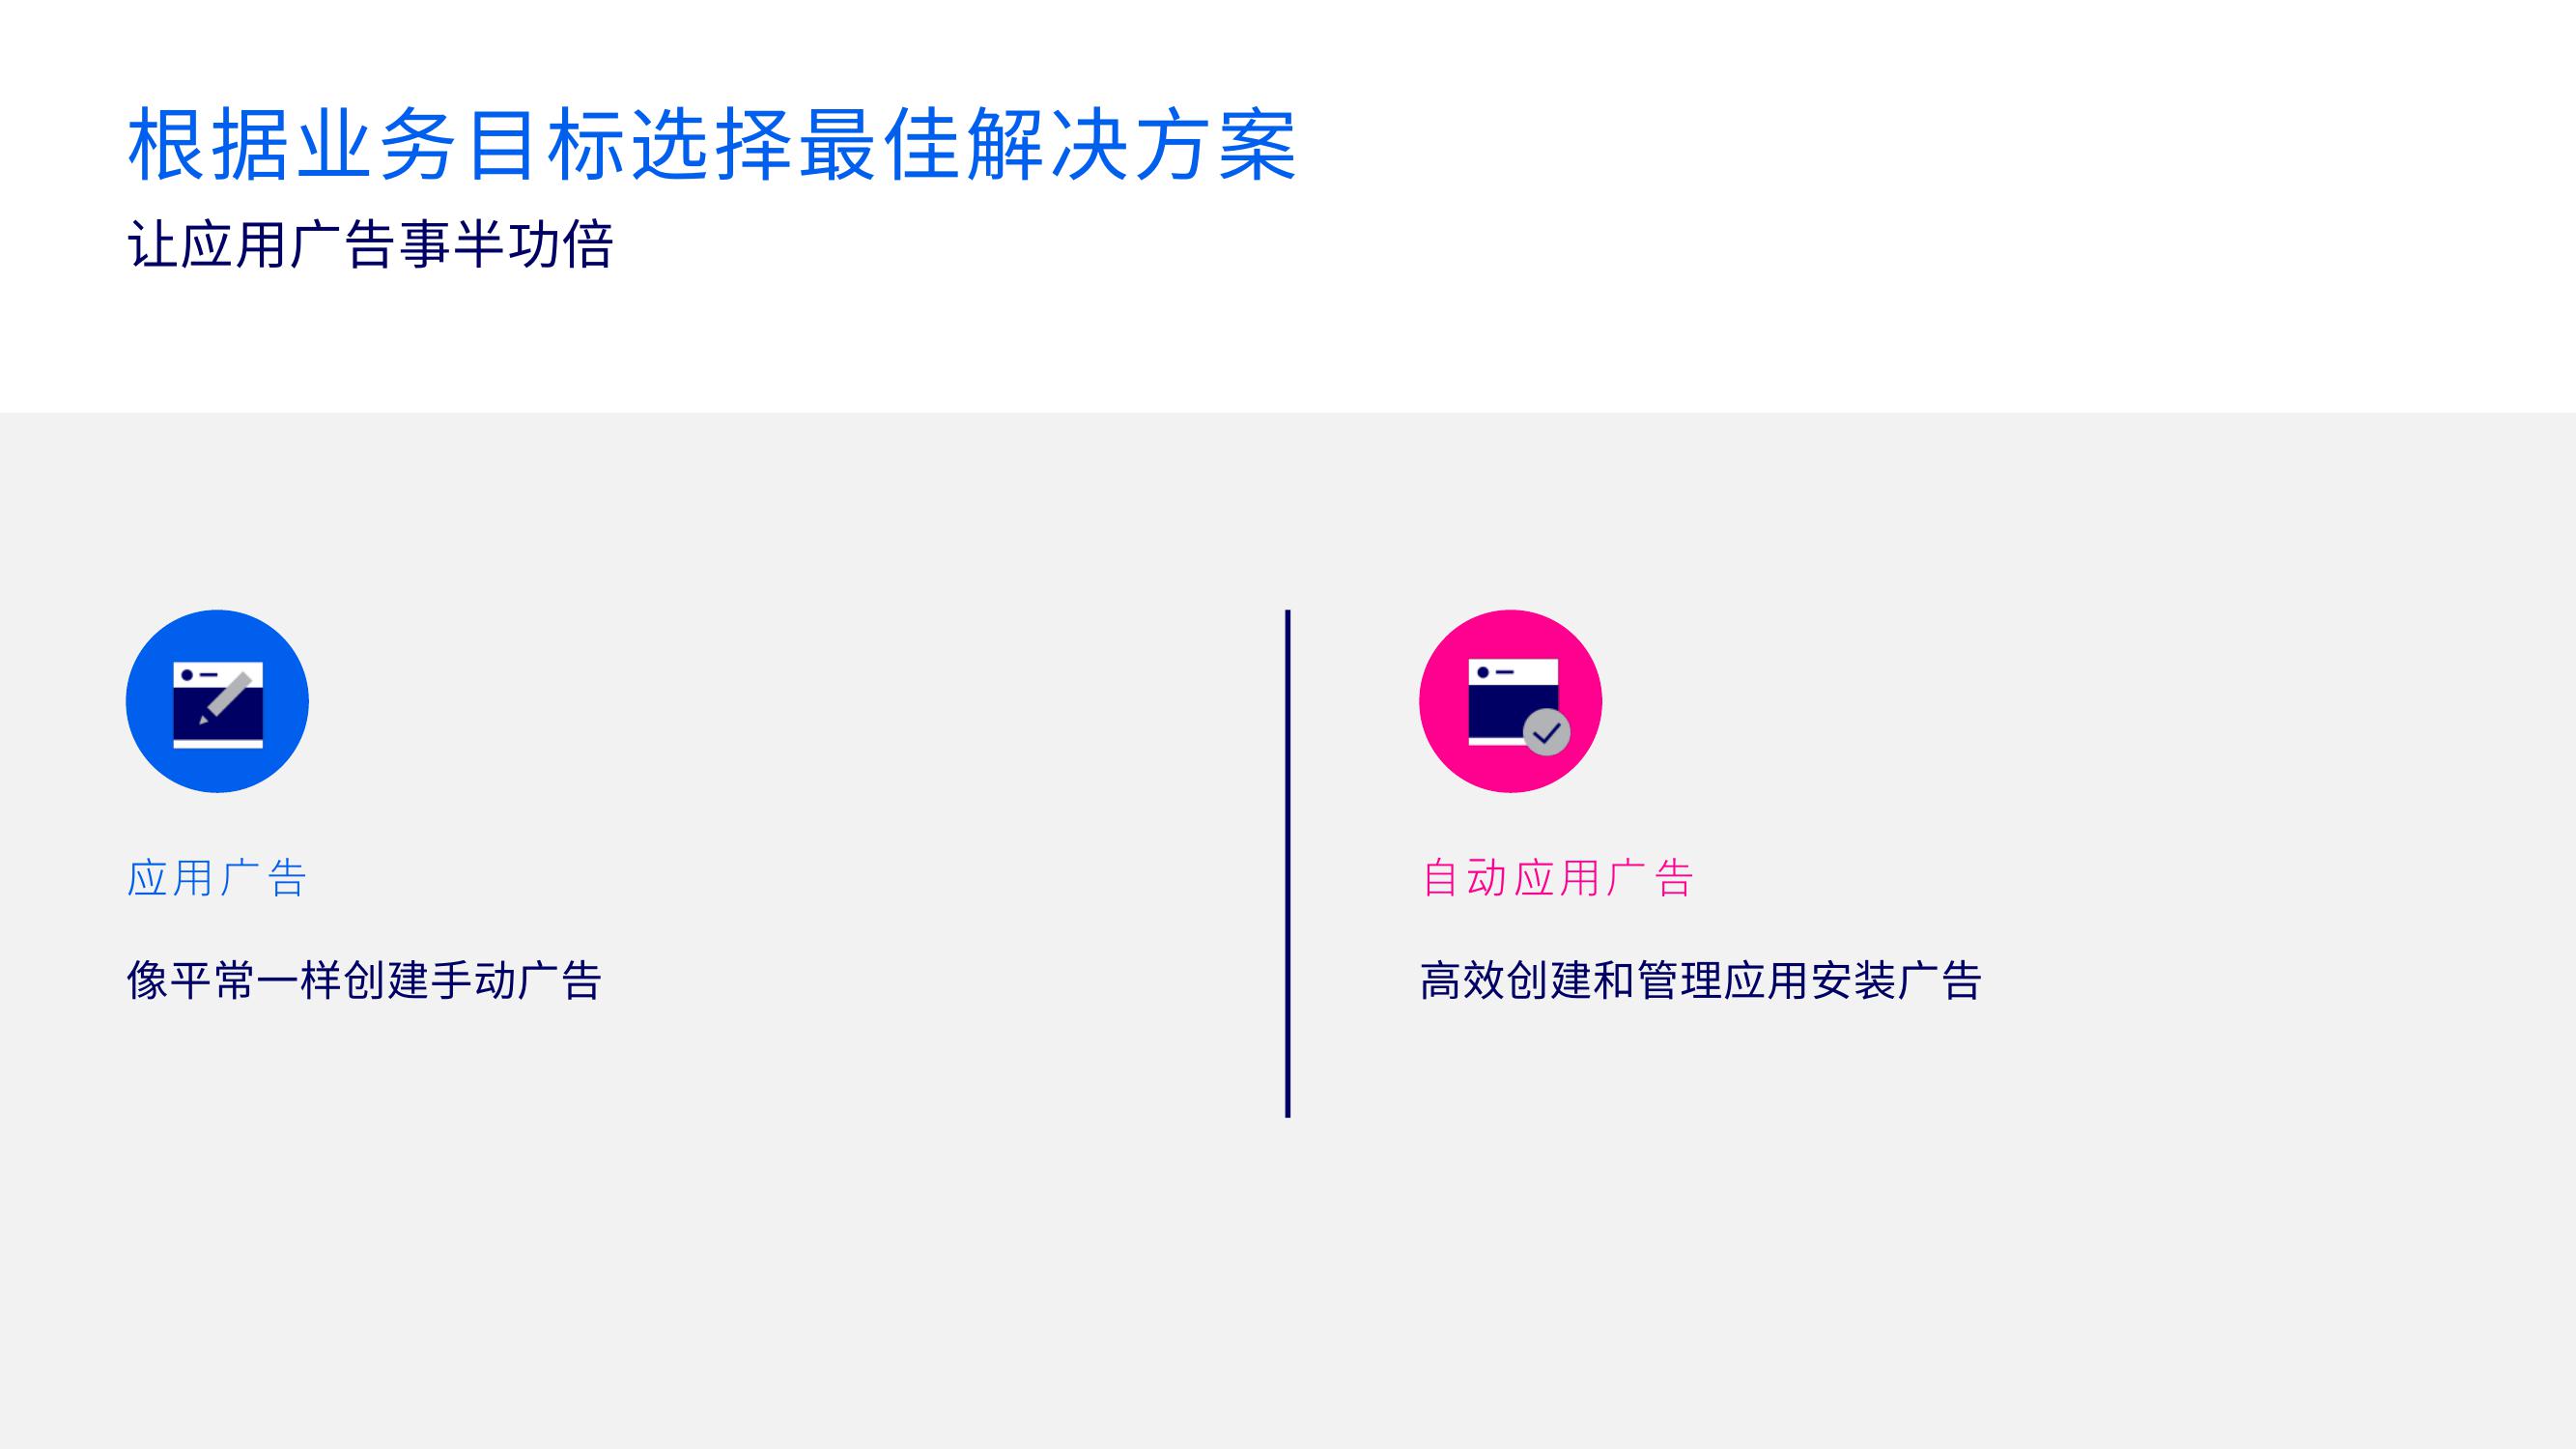 根据业务目标选择最佳解决方案
让应用广告事半功倍
应用广告
像平常一样创建手动广告
自动应用广告
高效创建和管理应用安装广告